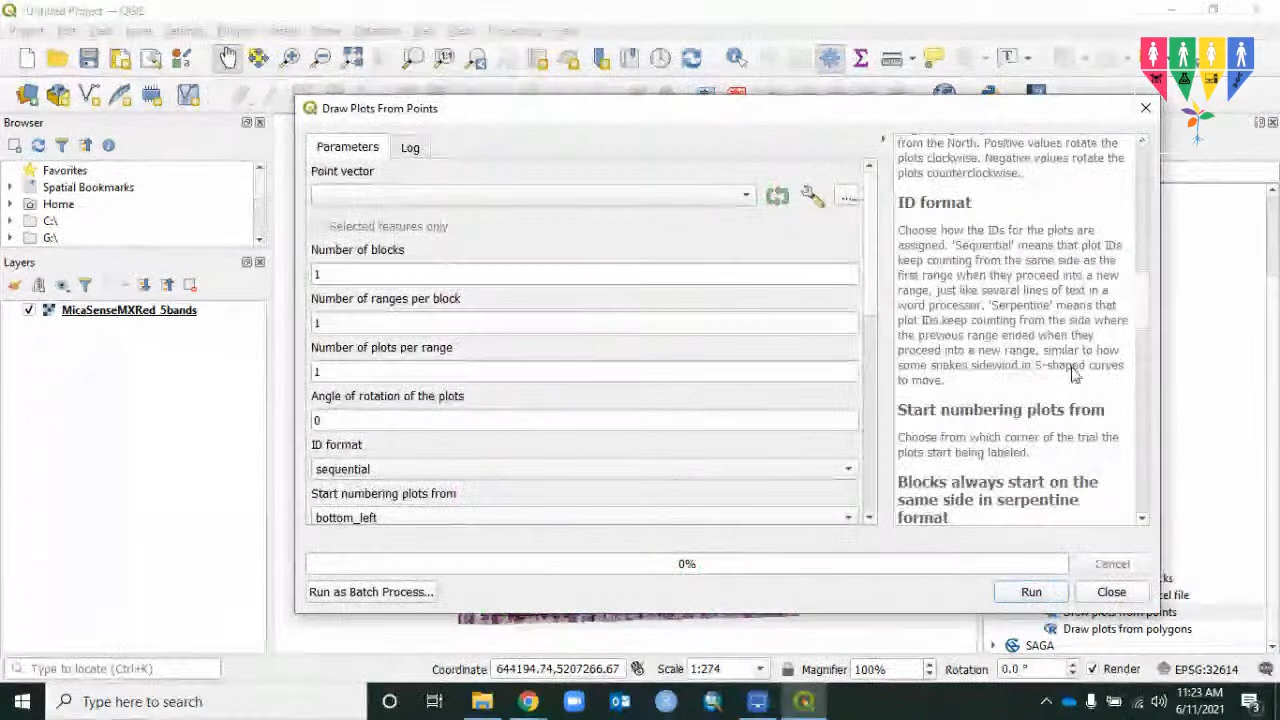 Untitled Project — QGIS
Draw Plots From Points
Browser
Favorites
Spatial Bookmarks
Home
C:\
G:\
Layers
MicaSenseMXRed_5bands
Parameters
Log
Point vector
...
Selected features only
Number of blocks
1
Number of ranges per block
1
Number of plots per range
1
Angle of rotation of the plots
0
ID format
sequential
Start numbering plots from
bottom_left
from the North. Positive values rotate the
plots clockwise. Negative values rotate the
plots counterclockwise.
ID format
Choose how the IDs for the plots are
assigned. 'Sequential' means that plot IDs
keep counting from the same side as the
first range when they proceed into a new
range, just like several lines of text in a
word processor. 'Serpentine' means that
plot IDs keep counting from the side where
the previous range ended when they
proceed into a new range, similar to how
some snakes sidewind in S-shaped curves
to move.
Start numbering plots from
Choose from which corner of the trial the
plots start being labeled.
Blocks always start on the
same side in serpentine
format
0%
Cancel
Run as Batch Process...
Run
Close
cel file
Draw plots from points
Draw plots from polygons
SAGA
Type to locate (Ctrl+K)
Coordinate 644194.74,5207266.67
Scale 1:274
Magnifier 100%
Rotation 0.0 °
Render
EPSG:32614
Type here to search
11:23 AM
6/11/2021
3